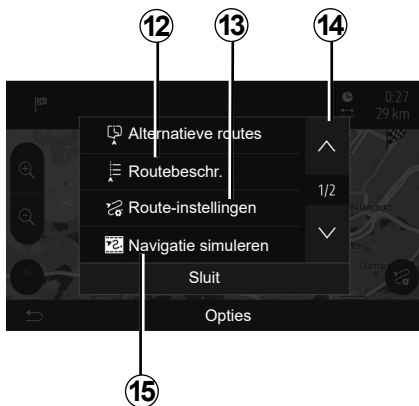 12 13 14
0:27
29 km
Alternatieve routes
Routebeschr.
1/2
Route-instellingen
Billancourt
Navigatie simuleren
Sluit
Opties
15